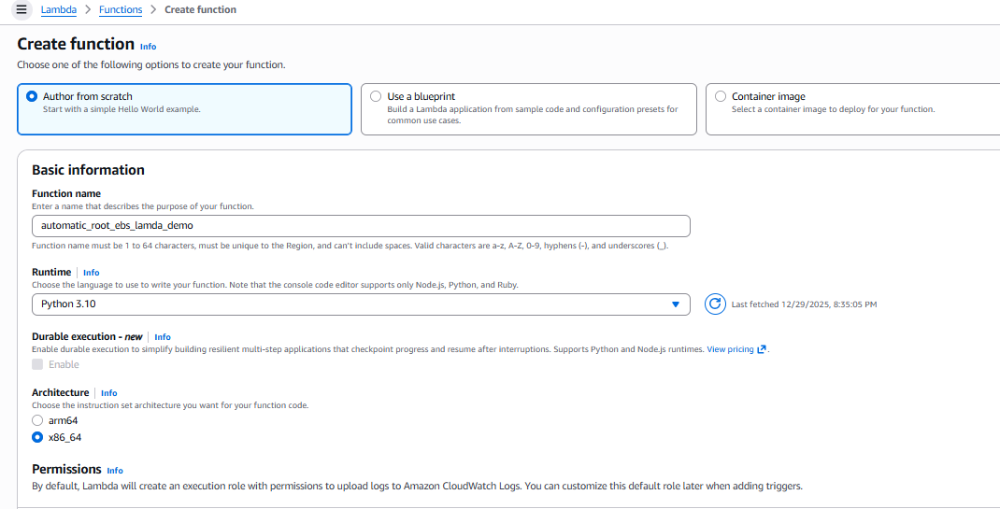 Lambda > Functions > Create function
Create function Info
Choose one of the following options to create your function.
Author from scratch
Start with a simple Hello World example.
Use a blueprint
Build a Lambda application from sample code and configuration presets for
common use cases.
Container image
Select a container image to deploy for your function.
Basic information
Function name
Enter a name that describes the purpose of your function.
automatic_root_ebs_lamda_demo
Function name must be 1 to 64 characters, must be unique to the Region, and can't include spaces. Valid characters are a-z, A-Z, 0-9, hyphens (-), and underscores (_).
Runtime Info
Choose the language to use to write your function. Note that the console code editor supports only Node.js, Python, and Ruby.
Python 3.10
Last fetched 12/29/2025, 8:35:05 PM
Durable execution - new Info
Enable durable execution to simplify building resilient multi-step applications that checkpoint progress and resume after interruptions. Supports Python and Node.js runtimes. View pricing .
Enable
Architecture Info
Choose the instruction set architecture you want for your function code.
arm64
x86_64
Permissions Info
By default, Lambda will create an execution role with permissions to upload logs to Amazon CloudWatch Logs. You can customize this default role later when adding triggers.